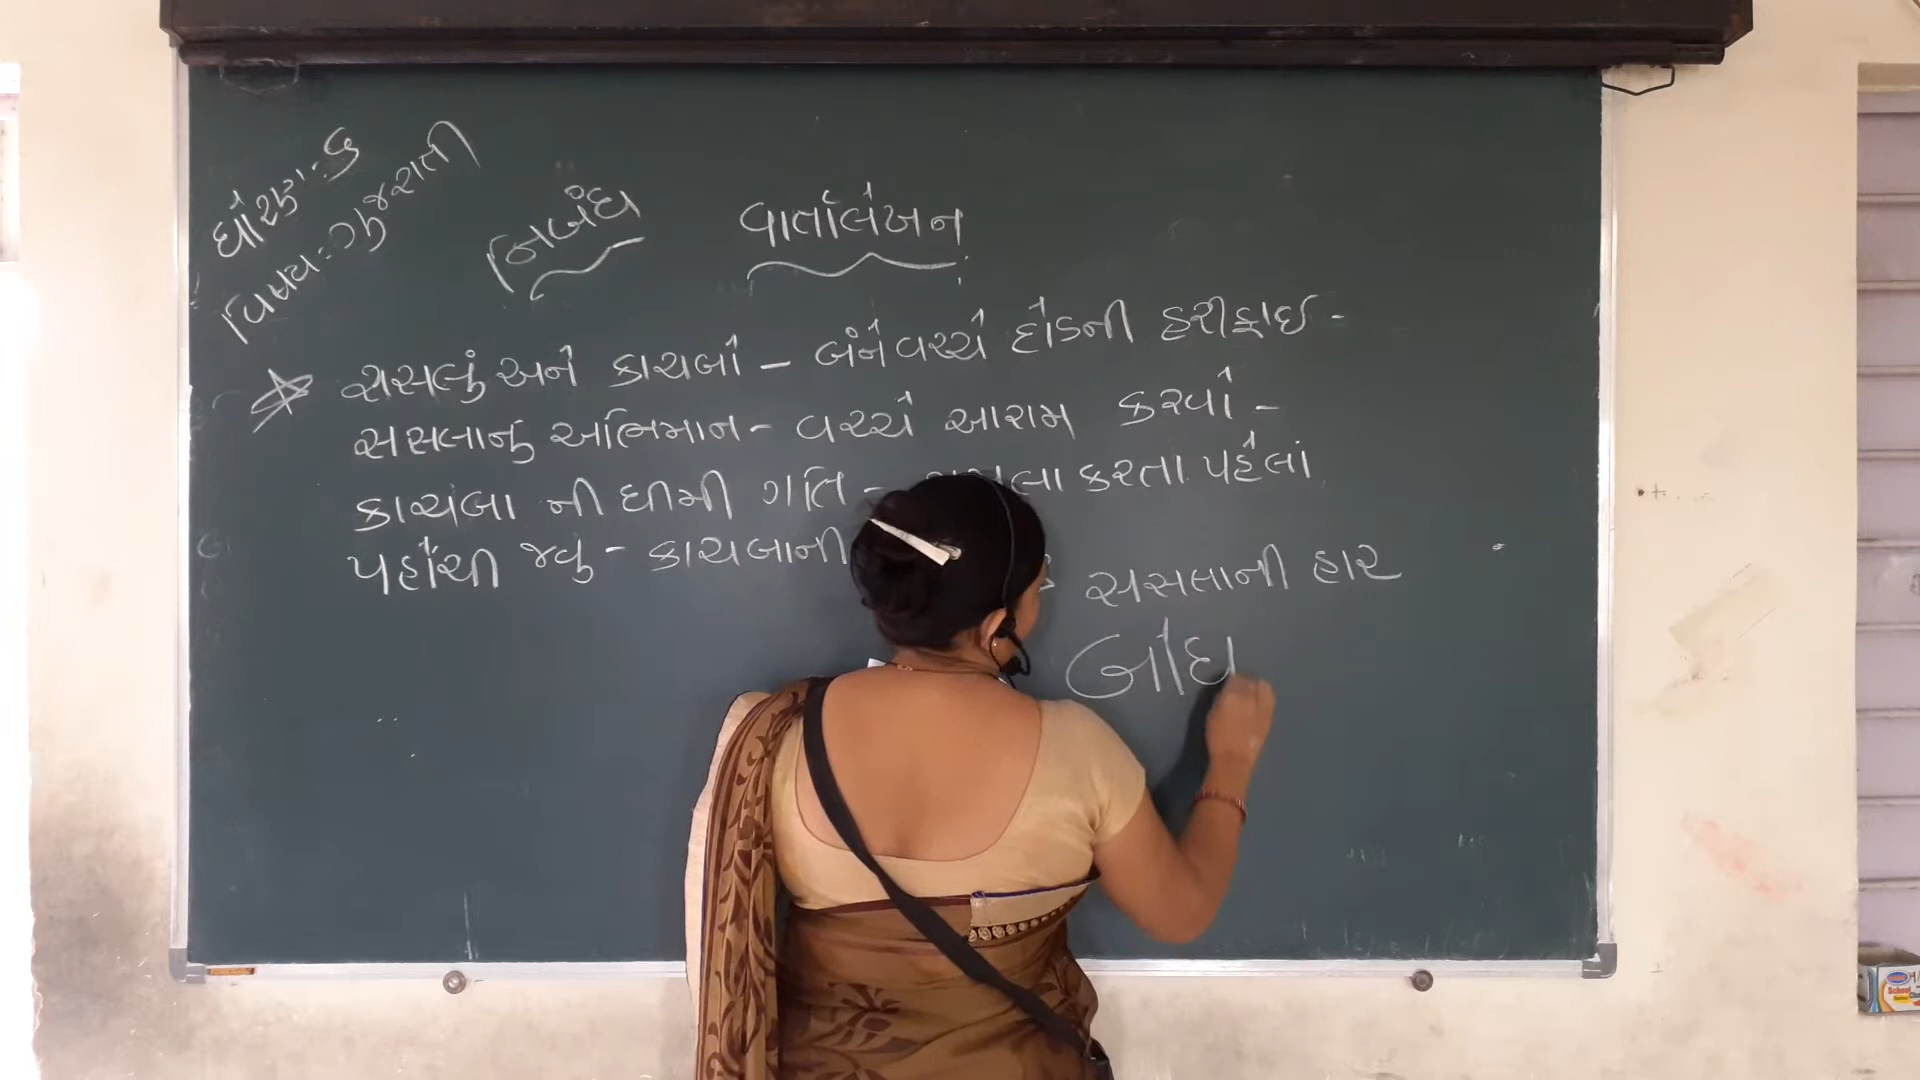 ધોરણ:- ૬
વિષય:- ગુજરાતી
નિબંધ
વાર્તાલેખન
સસલું અને કાચબો - બંને વચ્ચે દોડની હરીફાઈ -
સસલાનું અભિમાન - વચ્ચે આરામ કરવો -
કાચબા ની ધીમી ગતિ - કરતા પહેલાં
પહોંચી જવુ - કાચબાની સસલાની હાર
બોધ
School